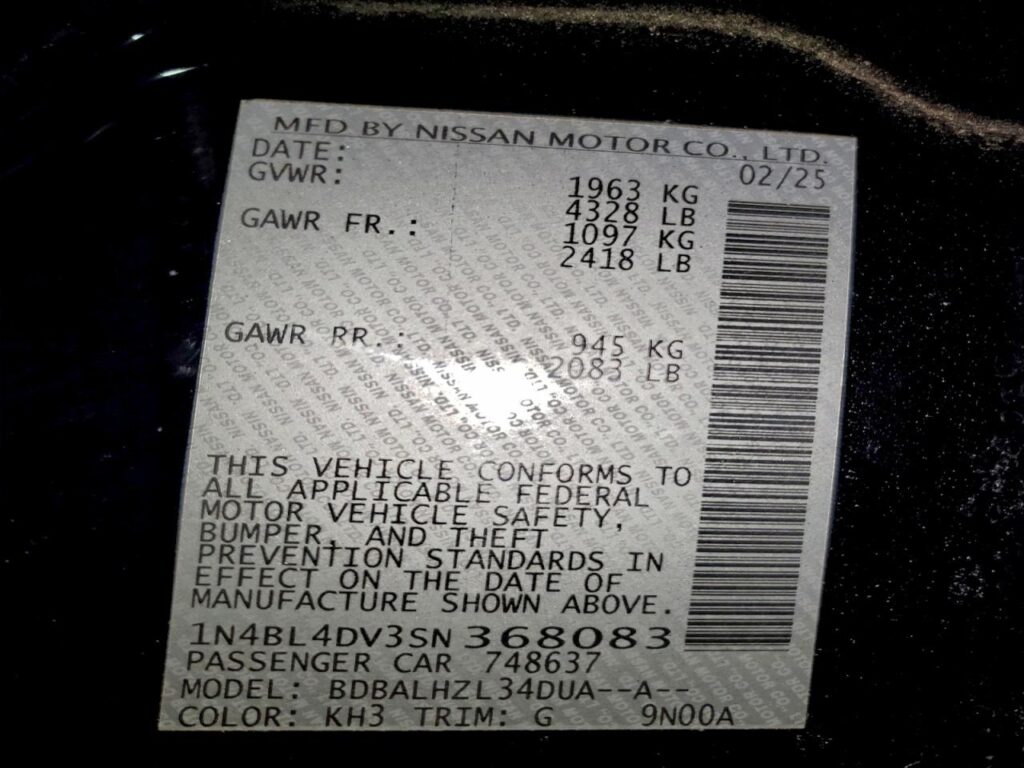 MFD BY NISSAN MOTOR CO., LTD.
DATE: 02/25
GVWR: 1963 KG
4328 LB
GAWR FR.: 1097 KG
2418 LB
GAWR RR.: 945 KG
2083 LB
THIS VEHICLE CONFORMS TO
ALL APPLICABLE FEDERAL
MOTOR VEHICLE SAFETY,
BUMPER, AND THEFT
PREVENTION STANDARDS IN
EFFECT ON THE DATE OF
MANUFACTURE SHOWN ABOVE.
1N4BL4DV3SN 368083
PASSENGER CAR 748637
MODEL: BDBALHZL34DUA--A--
COLOR: KH3 TRIM: G 9N00A